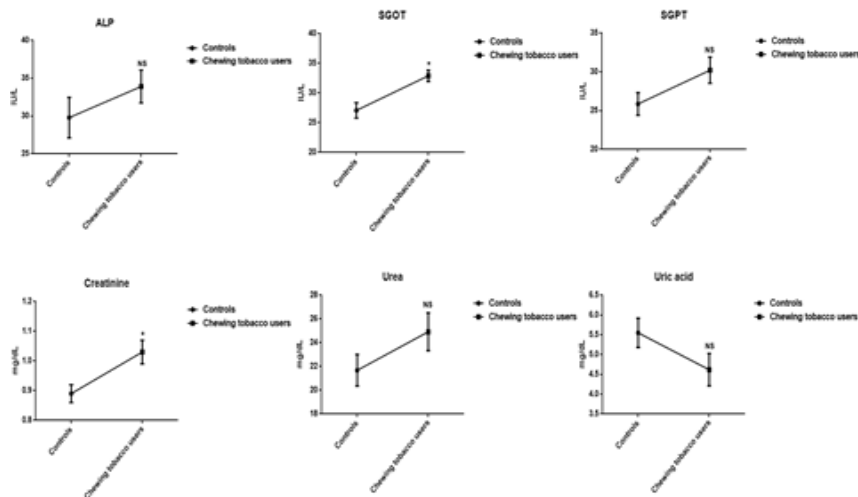 ALP
Controls
Chewing tobacco users
IU/L
40
35
30
25
NS
Controls
Chewing tobacco users
SGOT
Controls
Chewing tobacco users
IU/L
40
35
30
25
20
*
Controls
Chewing tobacco users
SGPT
Controls
Chewing tobacco users
IU/L
35
30
25
20
NS
Controls
Chewing tobacco users
Creatinine
Controls
Chewing tobacco users
mg/dL
1.2
1.1
1.0
0.9
0.8
*
Controls
Chewing tobacco users
Urea
Controls
Chewing tobacco users
mg/dL
28
26
24
22
20
18
NS
Controls
Chewing tobacco users
Uric acid
Controls
Chewing tobacco users
mg/dL
6.5
6.0
5.5
5.0
4.5
4.0
3.5
NS
Controls
Chewing tobacco users